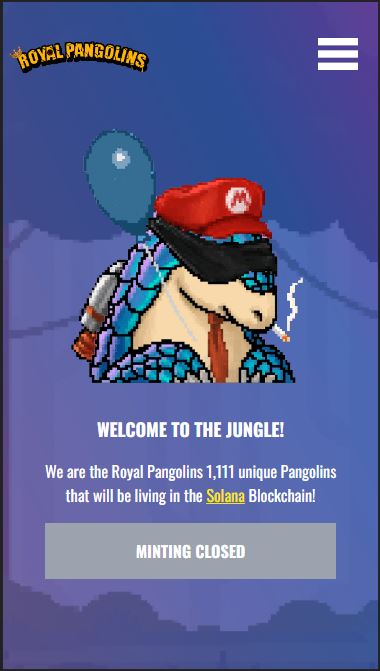 ROYAL PANGOLINS
M
WELCOME TO THE JUNGLE!
We are the Royal Pangolins 1,111 unique Pangolins
that will be living in the Solana Blockchain!
MINTING CLOSED